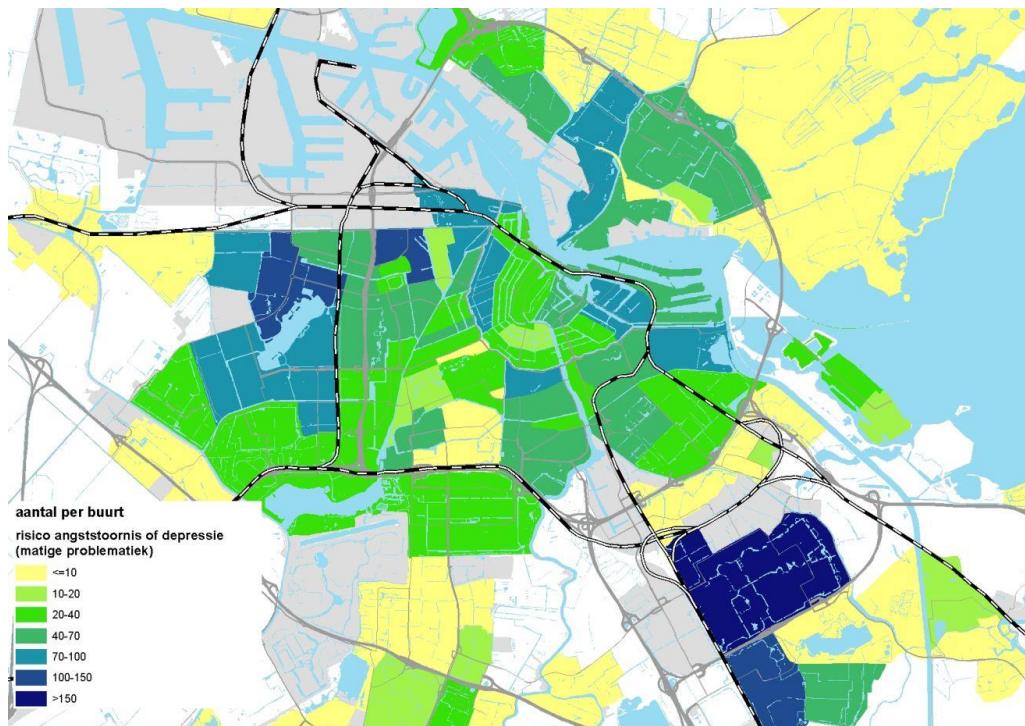 aantal per buurt
risico angststoornis of depressie
(matige problematiek)
<=10
10-20
20-40
40-70
70-100
100-150
>150